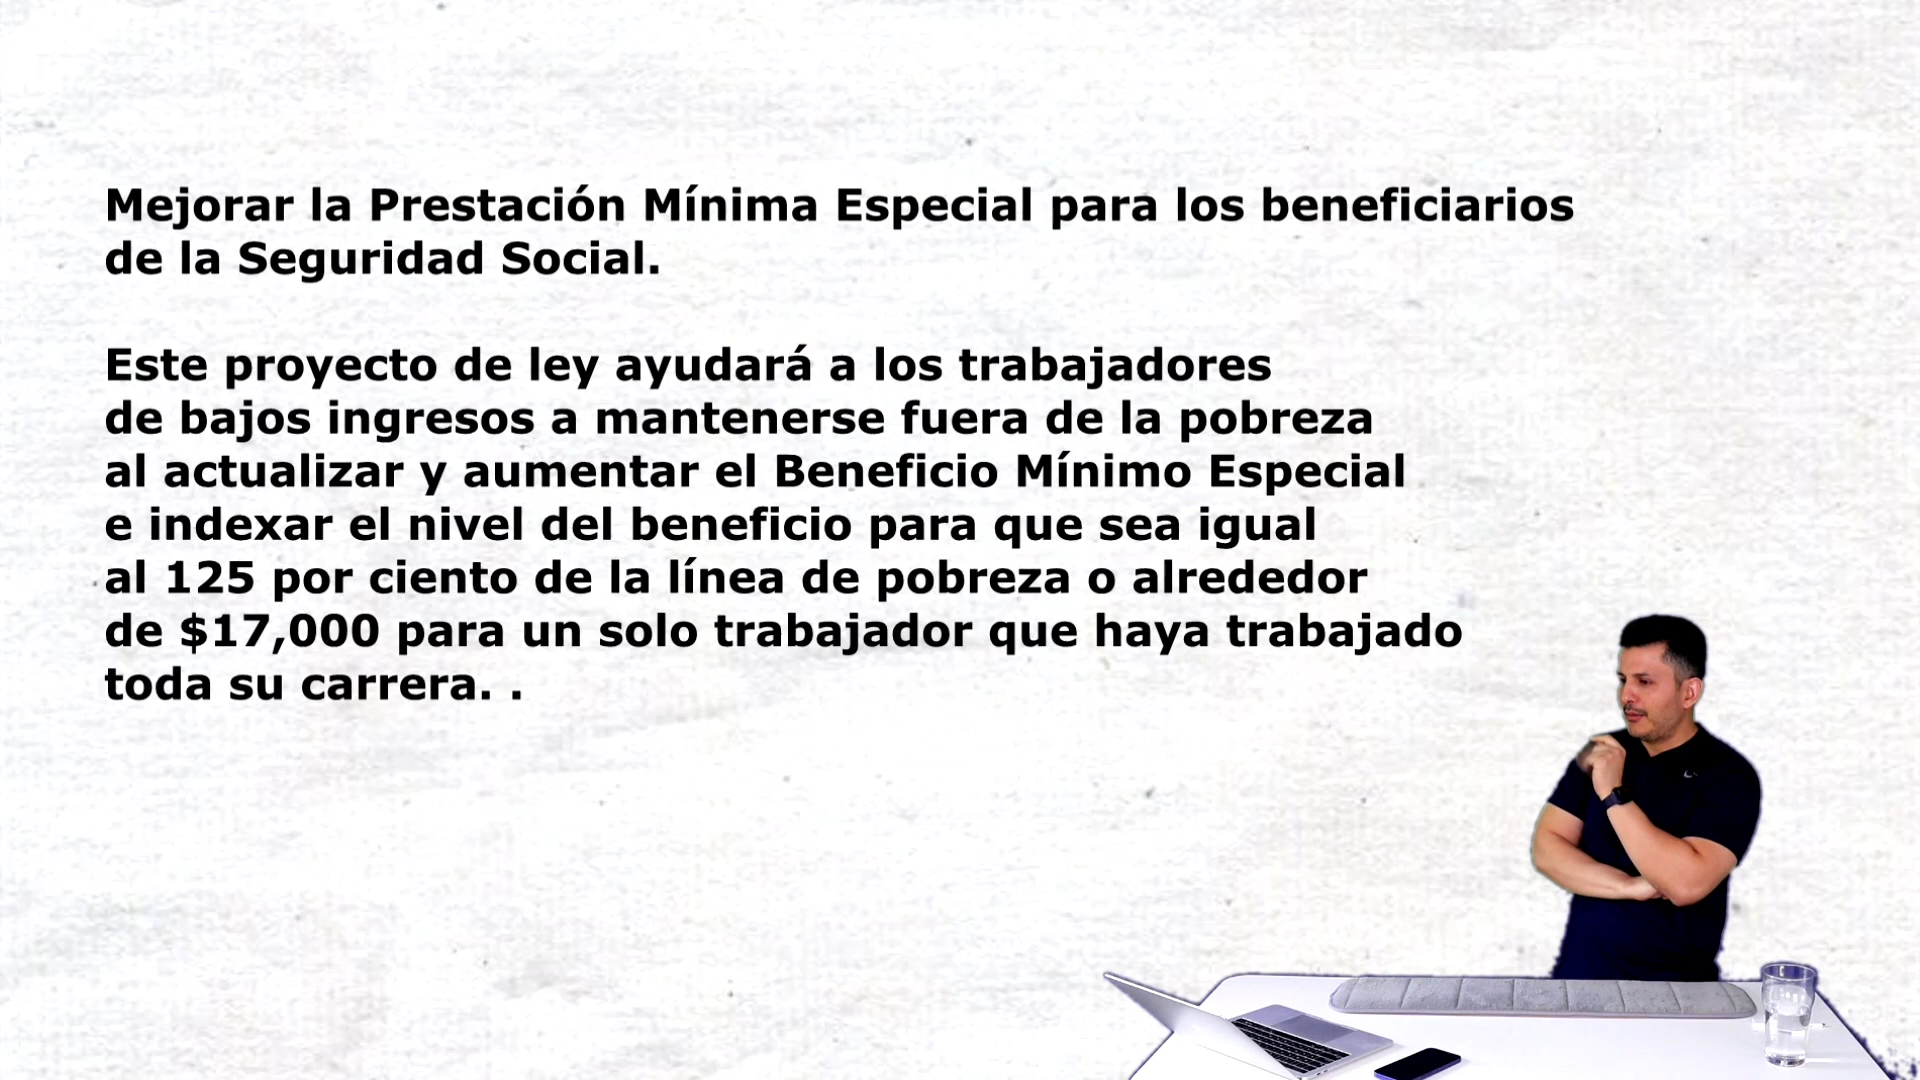 Mejorar la Prestación Mínima Especial para los beneficiarios
de la Seguridad Social.
Este proyecto de ley ayudará a los trabajadores
de bajos ingresos a mantenerse fuera de la pobreza
al actualizar y aumentar el Beneficio Mínimo Especial
e indexar el nivel del beneficio para que sea igual
al 125 por ciento de la línea de pobreza o alrededor
de $17,000 para un solo trabajador que haya trabajado
toda su carrera. .